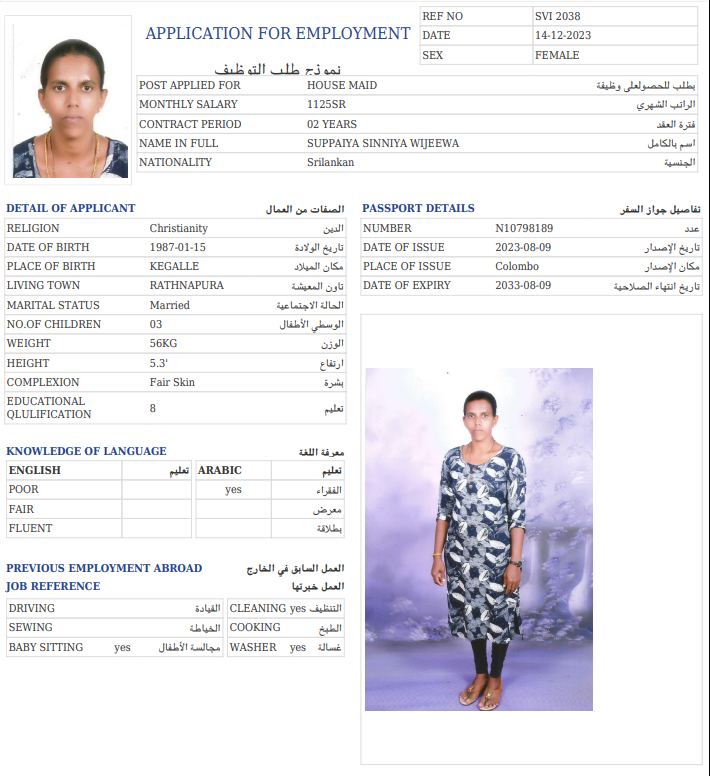 APPLICATION FOR EMPLOYMENT
نموذج طلب التوظيف
REF NO SVI 2038
DATE 14-12-2023
SEX FEMALE
POST APPLIED FOR HOUSE MAID بطلب للحصولعلى وظيفة
MONTHLY SALARY 1125SR الراتب الشهري
CONTRACT PERIOD 02 YEARS فترة العقد
NAME IN FULL SUPPAIYA SINNIYA WIJEEWA اسم بالكامل
NATIONALITY Srilankan الجنسية
DETAIL OF APPLICANT الصفات من العمال
RELIGION Christianity الدين
DATE OF BIRTH 1987-01-15 تاريخ الولادة
PLACE OF BIRTH KEGALLE مكان الميلاد
LIVING TOWN RATHNAPURA تاون المعيشة
MARITAL STATUS Married الحالة الاجتماعية
NO.OF CHILDREN 03 الوسطي الأطفال
WEIGHT 56KG الوزن
HEIGHT 5.3' ارتفاع
COMPLEXION Fair Skin بشرة
EDUCATIONAL
QLULIFICATION 8 تعليم
PASSPORT DETAILS تفاصيل جواز السفر
NUMBER N10798189 عدد
DATE OF ISSUE 2023-08-09 تاريخ الإصدار
PLACE OF ISSUE Colombo مكان الإصدار
DATE OF EXPIRY 2033-08-09 تاريخ انتهاء الصلاحية
KNOWLEDGE OF LANGUAGE معرفة اللغة
ENGLISH تعليم ARABIC تعليم
POOR yes الفقراء
FAIR معرض
FLUENT بطلاقة
PREVIOUS EMPLOYMENT ABROAD العمل السابق في الخارج
JOB REFERENCE العمل خبرتها
DRIVING القيادة CLEANING yes التنظيف
SEWING الخياطة COOKING الطبخ
BABY SITTING yes مجالسة الأطفال WASHER yes غسالة